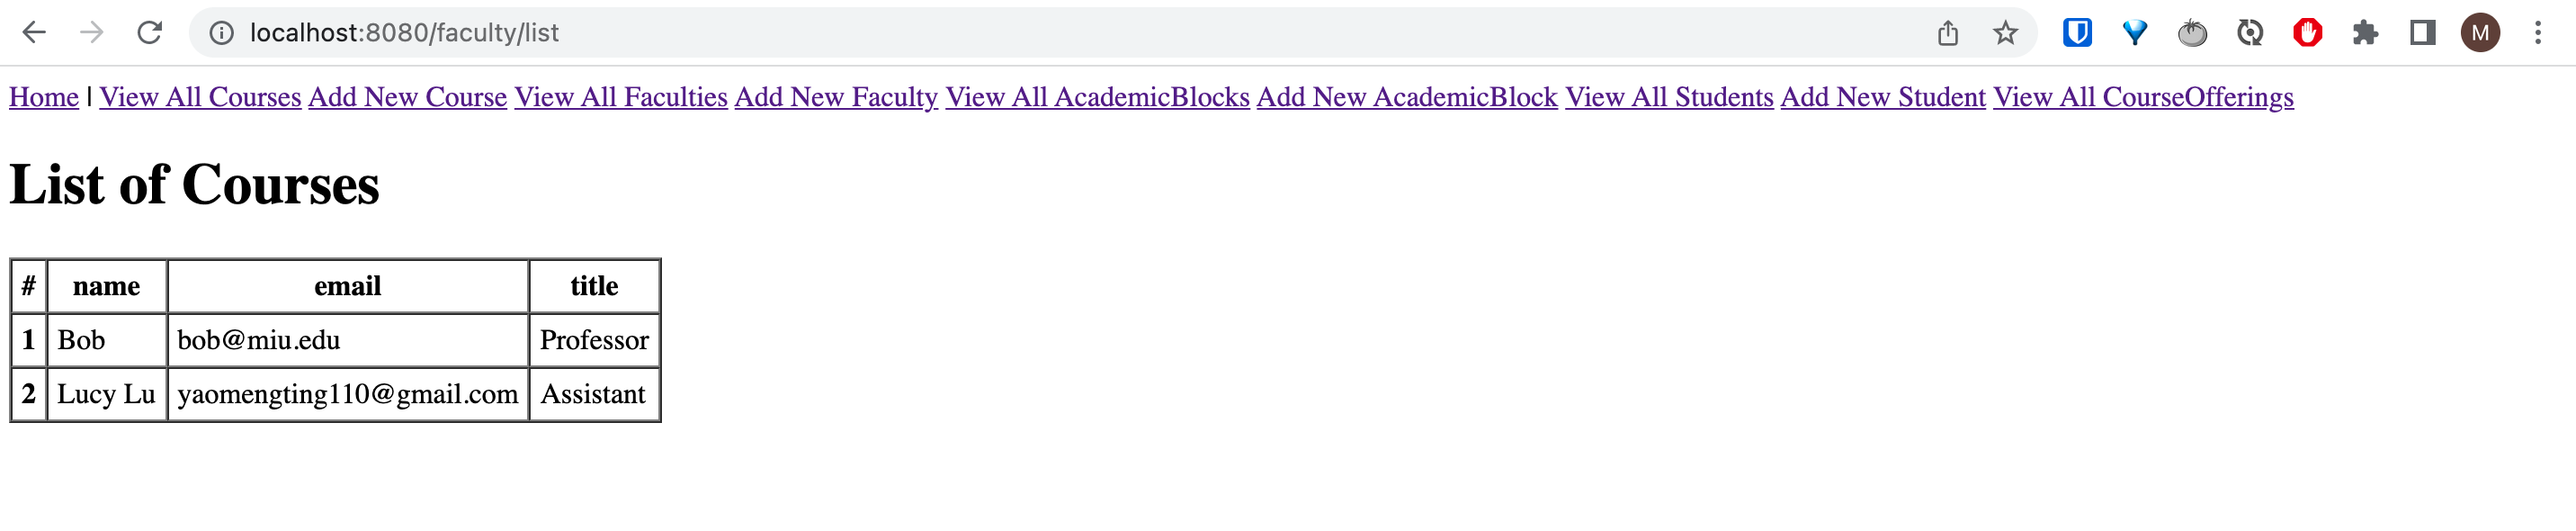 localhost:8080/faculty/list
M
Home | View All Courses Add New Course View All Faculties Add New Faculty View All AcademicBlocks Add New AcademicBlock View All Students Add New Student View All CourseOfferings
List of Courses
# name email title
1 Bob bob@miu.edu Professor
2 Lucy Lu yaomengting110@gmail.com Assistant